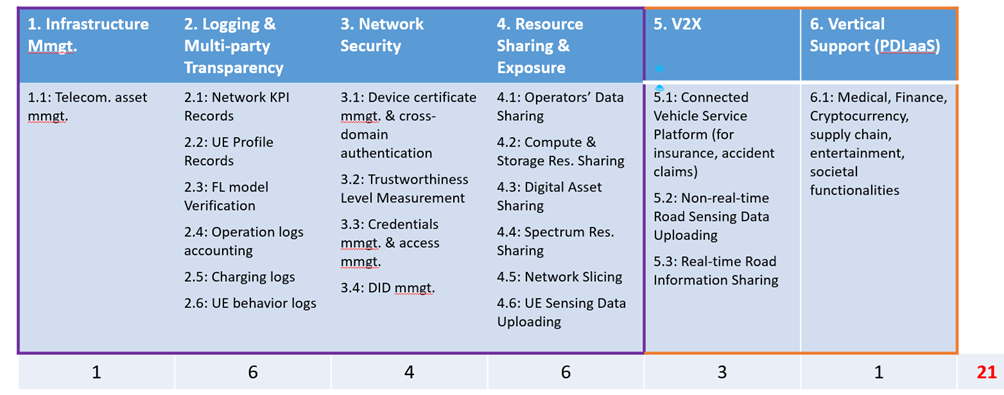 1. Infrastructure
Mmgt.
2. Logging &
Multi-party
Transparency
3. Network
Security
4. Resource
Sharing &
Exposure
5. V2X
6. Vertical
Support (PDLaaS)
1.1: Telecom. asset
mmgt.
2.1: Network KPI
Records
2.2: UE Profile
Records
2.3: FL model
Verification
2.4: Operation logs
accounting
2.5: Charging logs
2.6: UE behavior logs
3.1: Device certificate
mmgt. & cross-
domain
authentication
3.2: Trustworthiness
Level Measurement
3.3: Credentials
mmgt. & access
mmgt.
3.4: DID mmgt.
4.1: Operators’ Data
Sharing
4.2: Compute &
Storage Res. Sharing
4.3: Digital Asset
Sharing
4.4: Spectrum Res.
Sharing
4.5: Network Slicing
4.6: UE Sensing Data
Uploading
5.1: Connected
Vehicle Service
Platform (for
insurance, accident
claims)
5.2: Non-real-time
Road Sensing Data
Uploading
5.3: Real-time Road
Information Sharing
6.1: Medical, Finance,
Cryptocurrency,
supply chain,
entertainment,
societal
functionalities
1
6
4
6
3
1
21